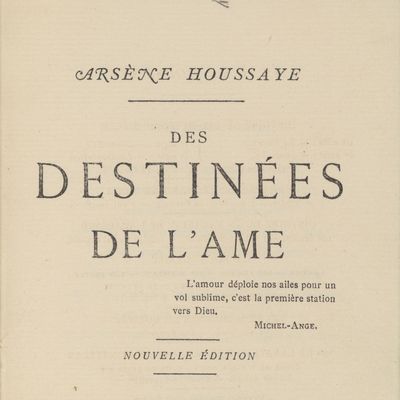 ARSÈNE HOUSSAYE
DES
DESTINÉES
DE L'AME
L'amour déploie nos ailes pour un
vol sublime, c'est la première station
vers Dieu.
MICHEL-ANGE.
NOUVELLE ÉDITION